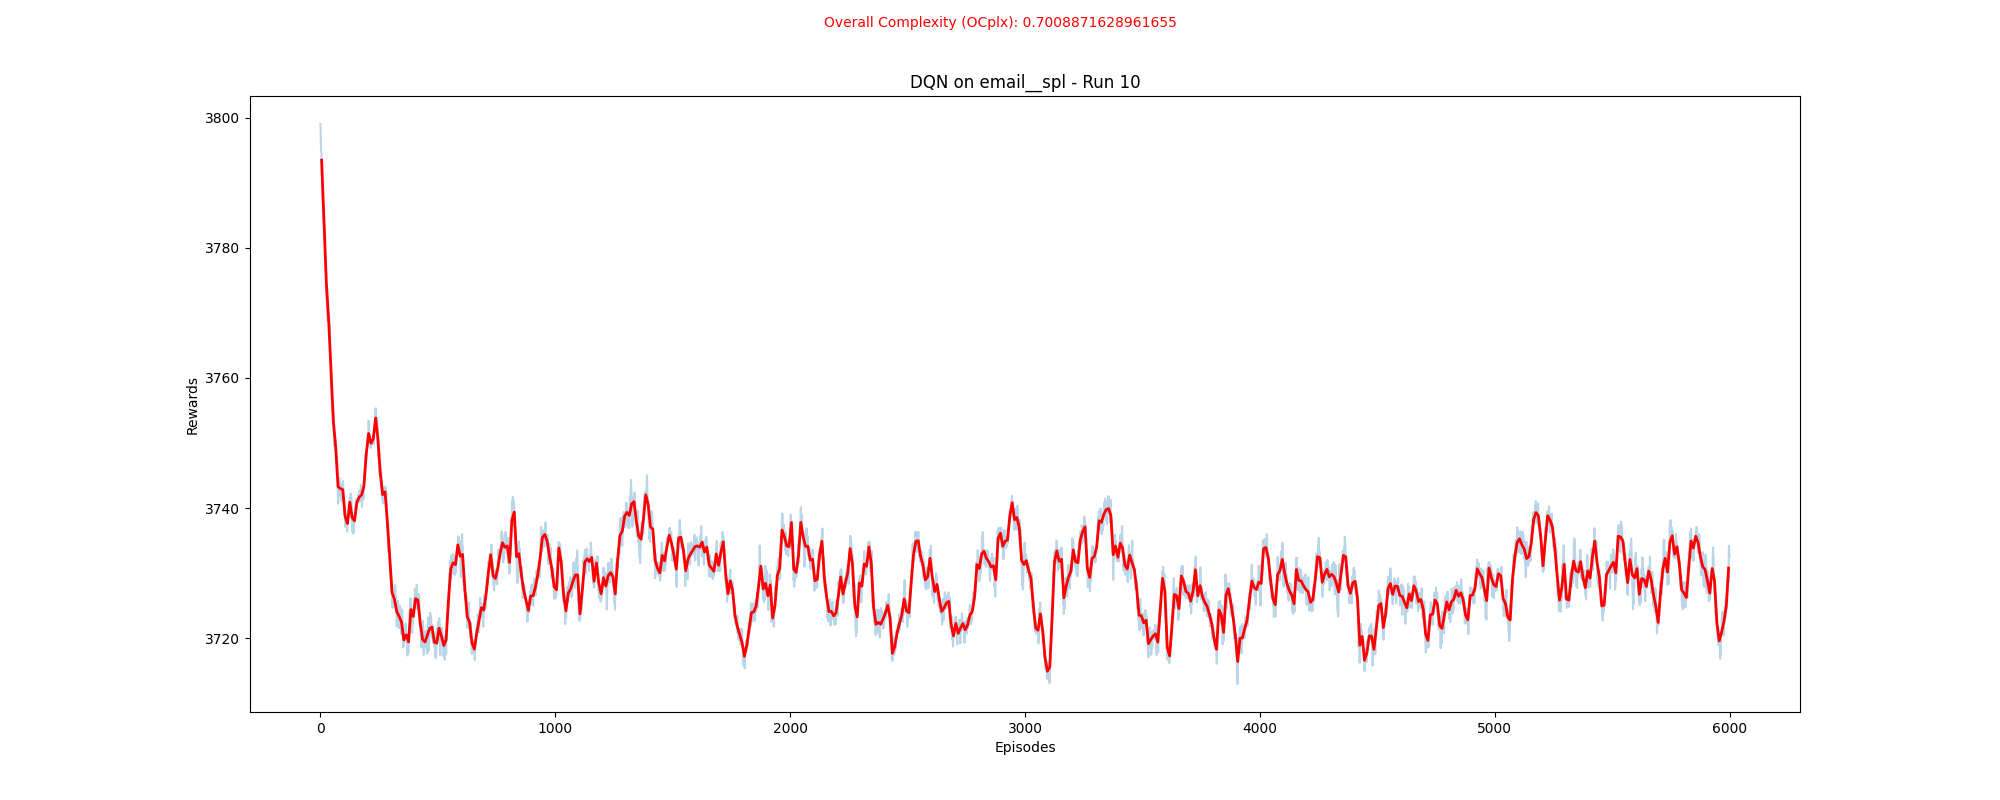 Overall Complexity (OCplx): 0.7008871628961655
DQN on email__spl - Run 10
3800
3780
3760
3740
3720
Rewards
0 1000 2000 3000 4000 5000 6000
Episodes